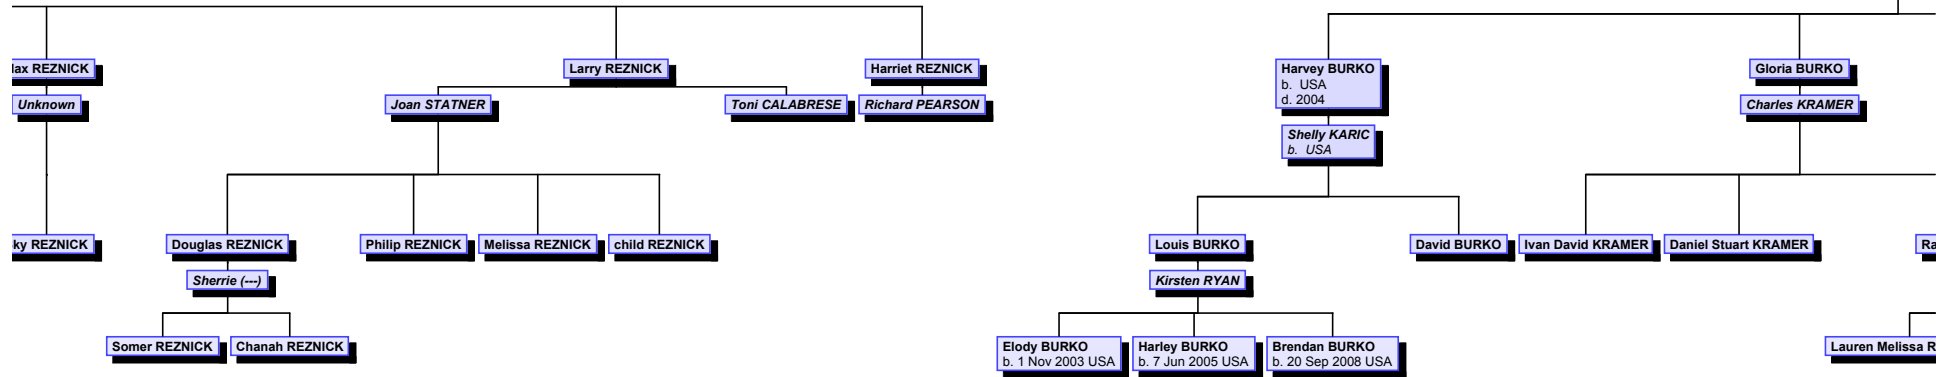 REZNICK
Larry REZNICK
Harriet REZNICK
Harvey BURKO
b. USA
d. 2004
Gloria BURKO
Unknown
Joan STATNER
Toni CALABRESE
Richard PEARSON
Shelly KARIC
b. USA
Charles KRAMER
REZNICK
Douglas REZNICK
Philip REZNICK
Melissa REZNICK
child REZNICK
Louis BURKO
David BURKO
Ivan David KRAMER
Daniel Stuart KRAMER
Sherrie (---)
Kirsten RYAN
Somer REZNICK
Chanah REZNICK
Elody BURKO
b. 1 Nov 2003 USA
Harley BURKO
b. 7 Jun 2005 USA
Brendan BURKO
b. 20 Sep 2008 USA
Lauren Melissa